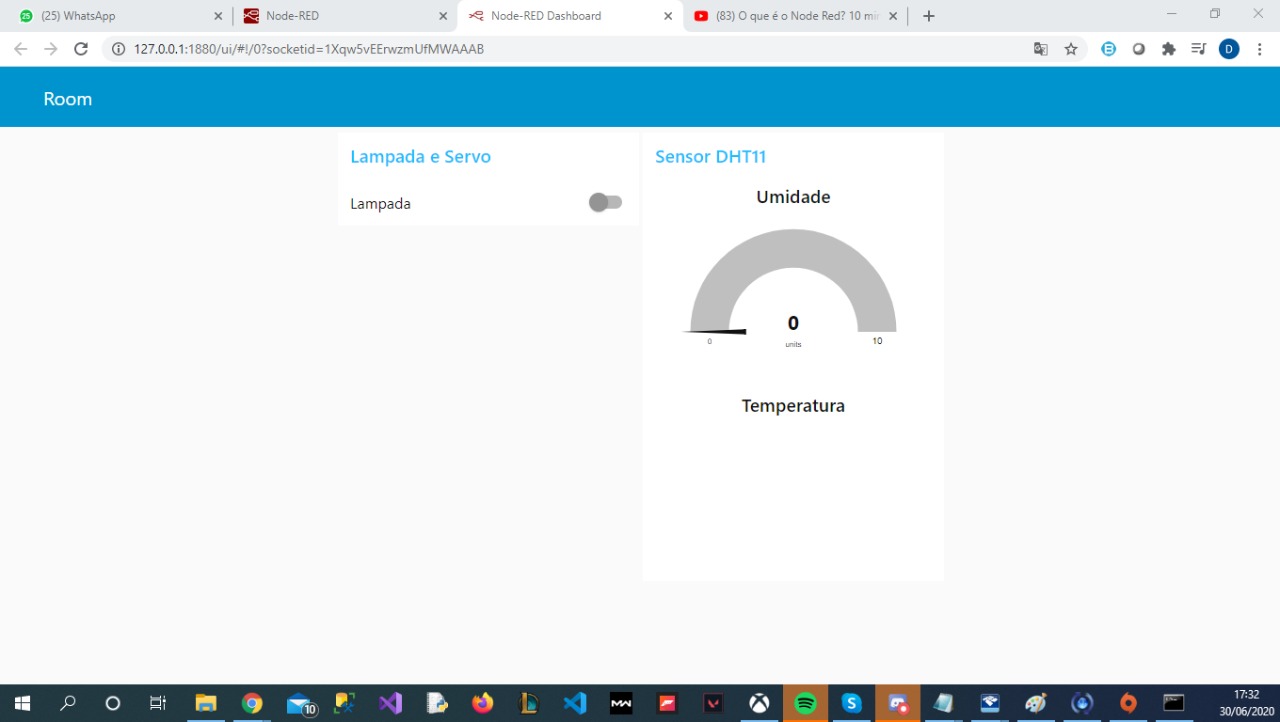 (25) WhatsApp
Node-RED
Node-RED Dashboard
(83) O que é o Node Red? 10 min
127.0.0.1:1880/ui/#!/0?socketid=1Xqw5vEErwzmUfMWAAAB
D
Room
Lampada e Servo
Lampada
Sensor DHT11
Umidade
0
units
0
10
Temperatura
10
17:32
30/06/2020